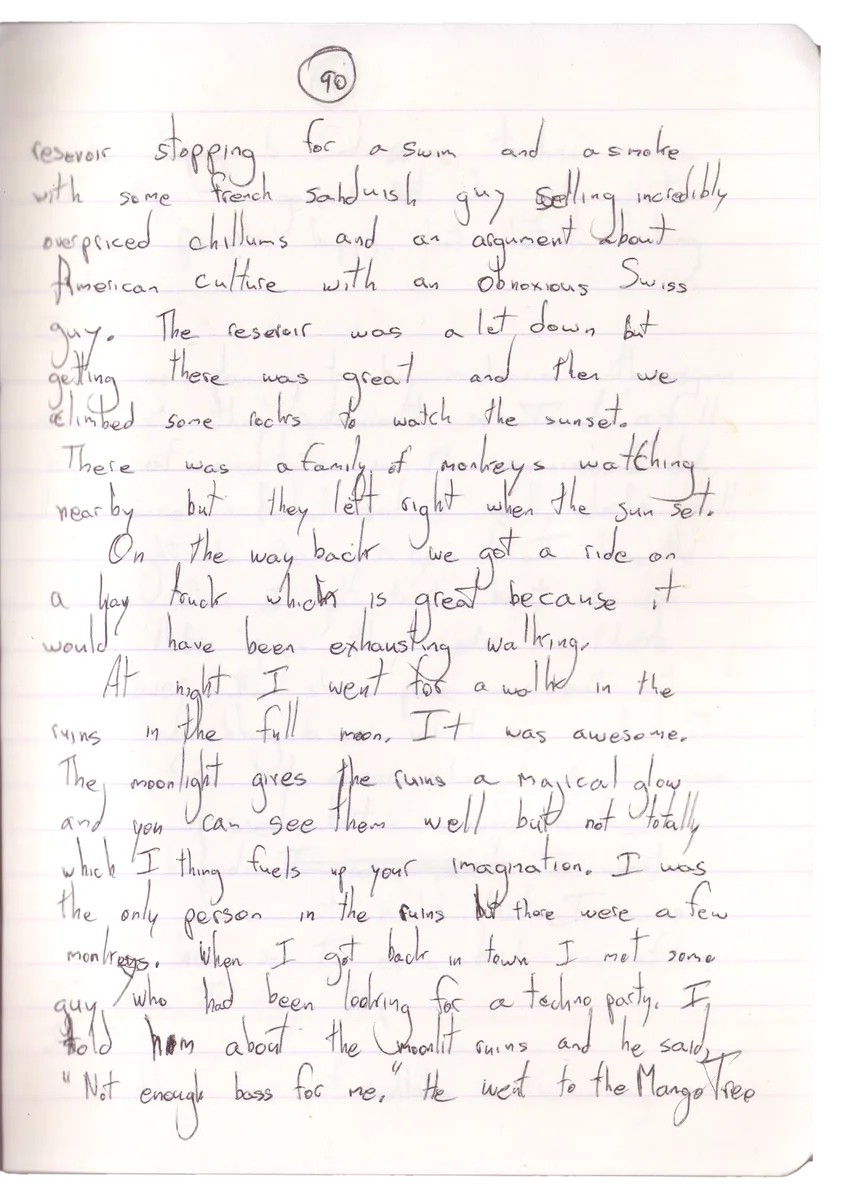 90
resevoir stopping for a swim and a smoke
with some french sahduish guy selling incredibly
overpriced chillums and an argument about
American culture with an obnoxious Swiss
guy. The resevoir was a let down but
getting there was great and then we
climbed some rocks to watch the sunset.
There was a family of monkeys watching
nearby but they left right when the sun set.
On the way back we got a ride on
a hay truck which is great because it
would have been exhausting walking.
At night I went for a walk in the
ruins in the full moon. It was awesome.
The moonlight gives the ruins a majical glow
and you can see them well but not totally
which I thing fuels up your imagination. I was
the only person in the ruins but there were a few
monkeys. When I got back in town I met some
guy who had been looking for a techno party. I
told him about the moonlit ruins and he said,
"Not enough bass for me." He went to the Mango Tree